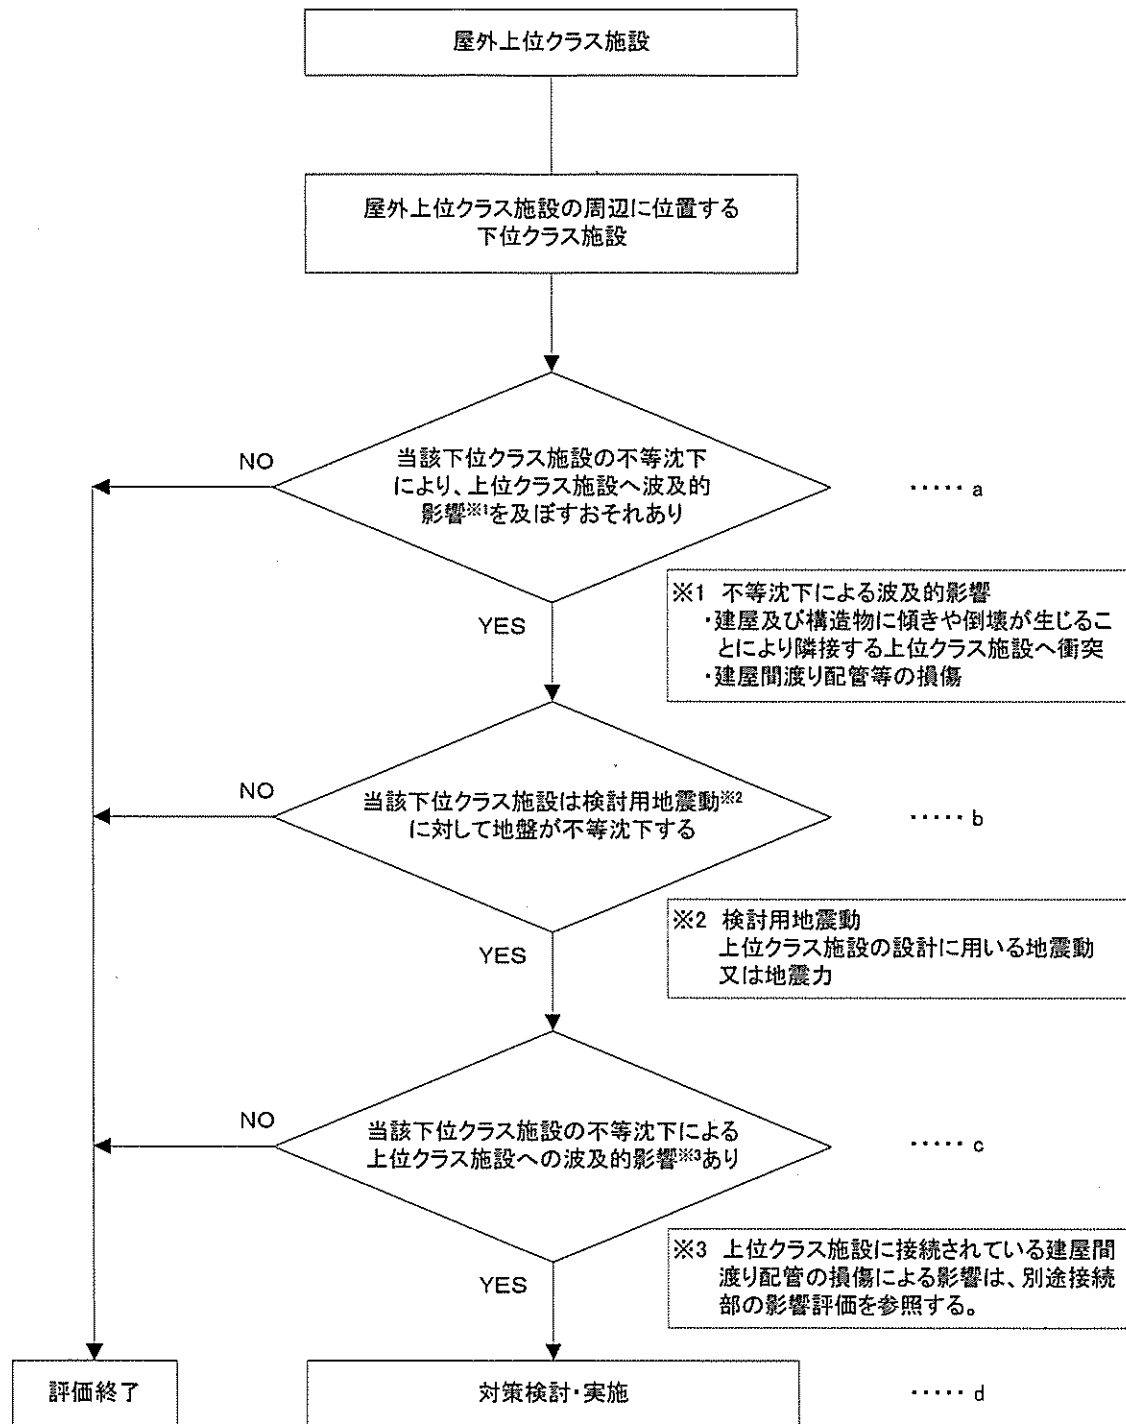 屋外上位クラス施設
屋外上位クラス施設の周辺に位置する
下位クラス施設
NO
当該下位クラス施設の不等沈下
により、上位クラス施設へ波及的
影響※1を及ぼすおそれあり
‥‥‥a
※1 不等沈下による波及的影響
・建屋及び構造物に傾きや倒壊が生じるこ
とにより隣接する上位クラス施設へ衝突
・建屋間渡り配管等の損傷
YES
NO
当該下位クラス施設は検討用地震動※2
に対して地盤が不等沈下する
‥‥‥b
※2 検討用地震動
上位クラス施設の設計に用いる地震動
又は地震力
YES
NO
当該下位クラス施設の不等沈下による
上位クラス施設への波及的影響※3あり
‥‥‥c
※3 上位クラス施設に接続されている建屋間
渡り配管の損傷による影響は、別途接続
部の影響評価を参照する。
YES
評価終了
対策検討・実施
‥‥‥d